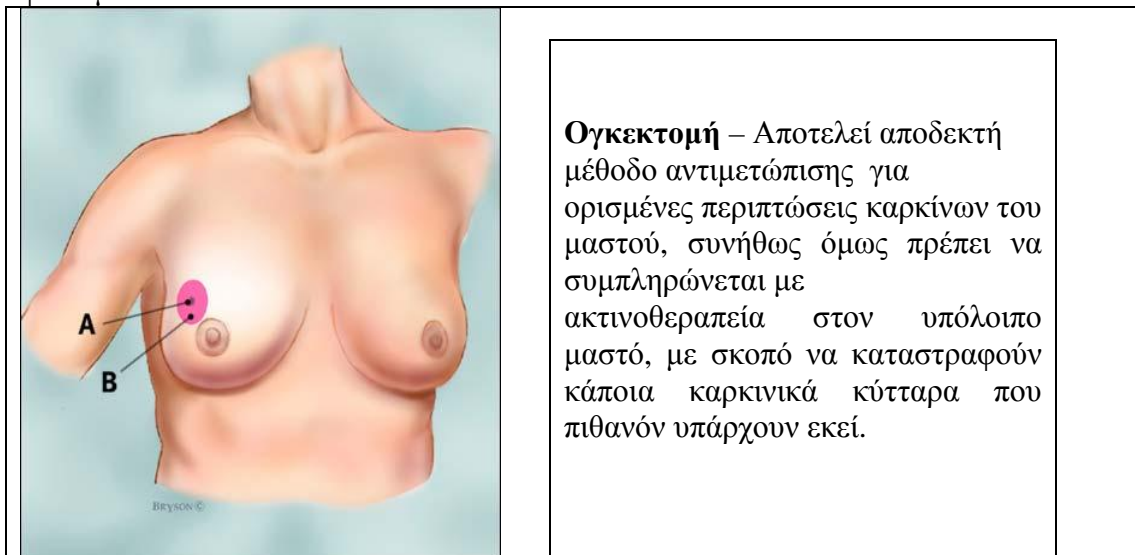 A
B
BRYSON ©
Ογκεκτομή – Αποτελεί αποδεκτή
μέθοδο αντιμετώπισης για
ορισμένες περιπτώσεις καρκίνων του
μαστού, συνήθως όμως πρέπει να
συμπληρώνεται με
ακτινοθεραπεία στον υπόλοιπο
μαστό, με σκοπό να καταστραφούν
κάποια καρκινικά κύτταρα που
πιθανόν υπάρχουν εκεί.